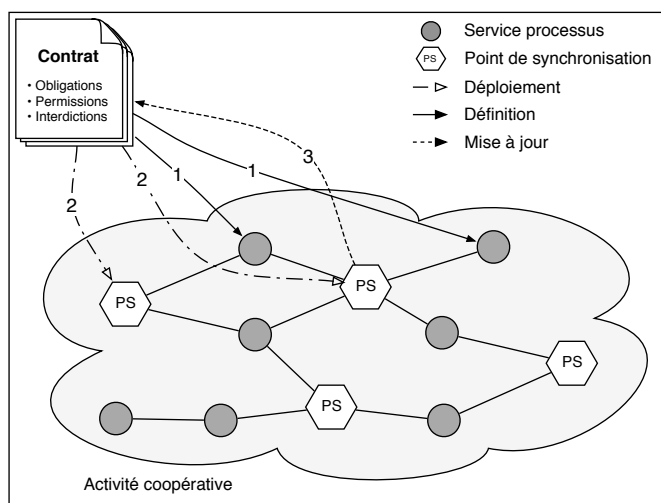 Contrat
• Obligations
• Permissions
• Interdictions
Service processus
PS
Point de synchronisation
Déploiement
Définition
Mise à jour
3
1
1
2
2
PS
PS
PS
PS
Activité coopérative